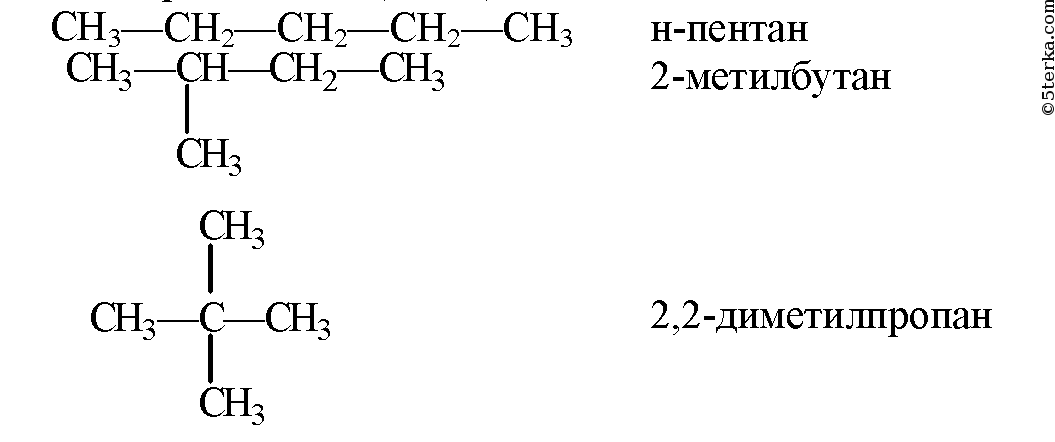 CH₃—CH₂—CH₂—CH₂—CH₃ н-пентан
CH₃—CH—CH₂—CH₃ 2-метилбутан
CH₃
CH₃
CH₃—C—CH₃ 2,2-диметилпропан
CH₃
©5terka.com